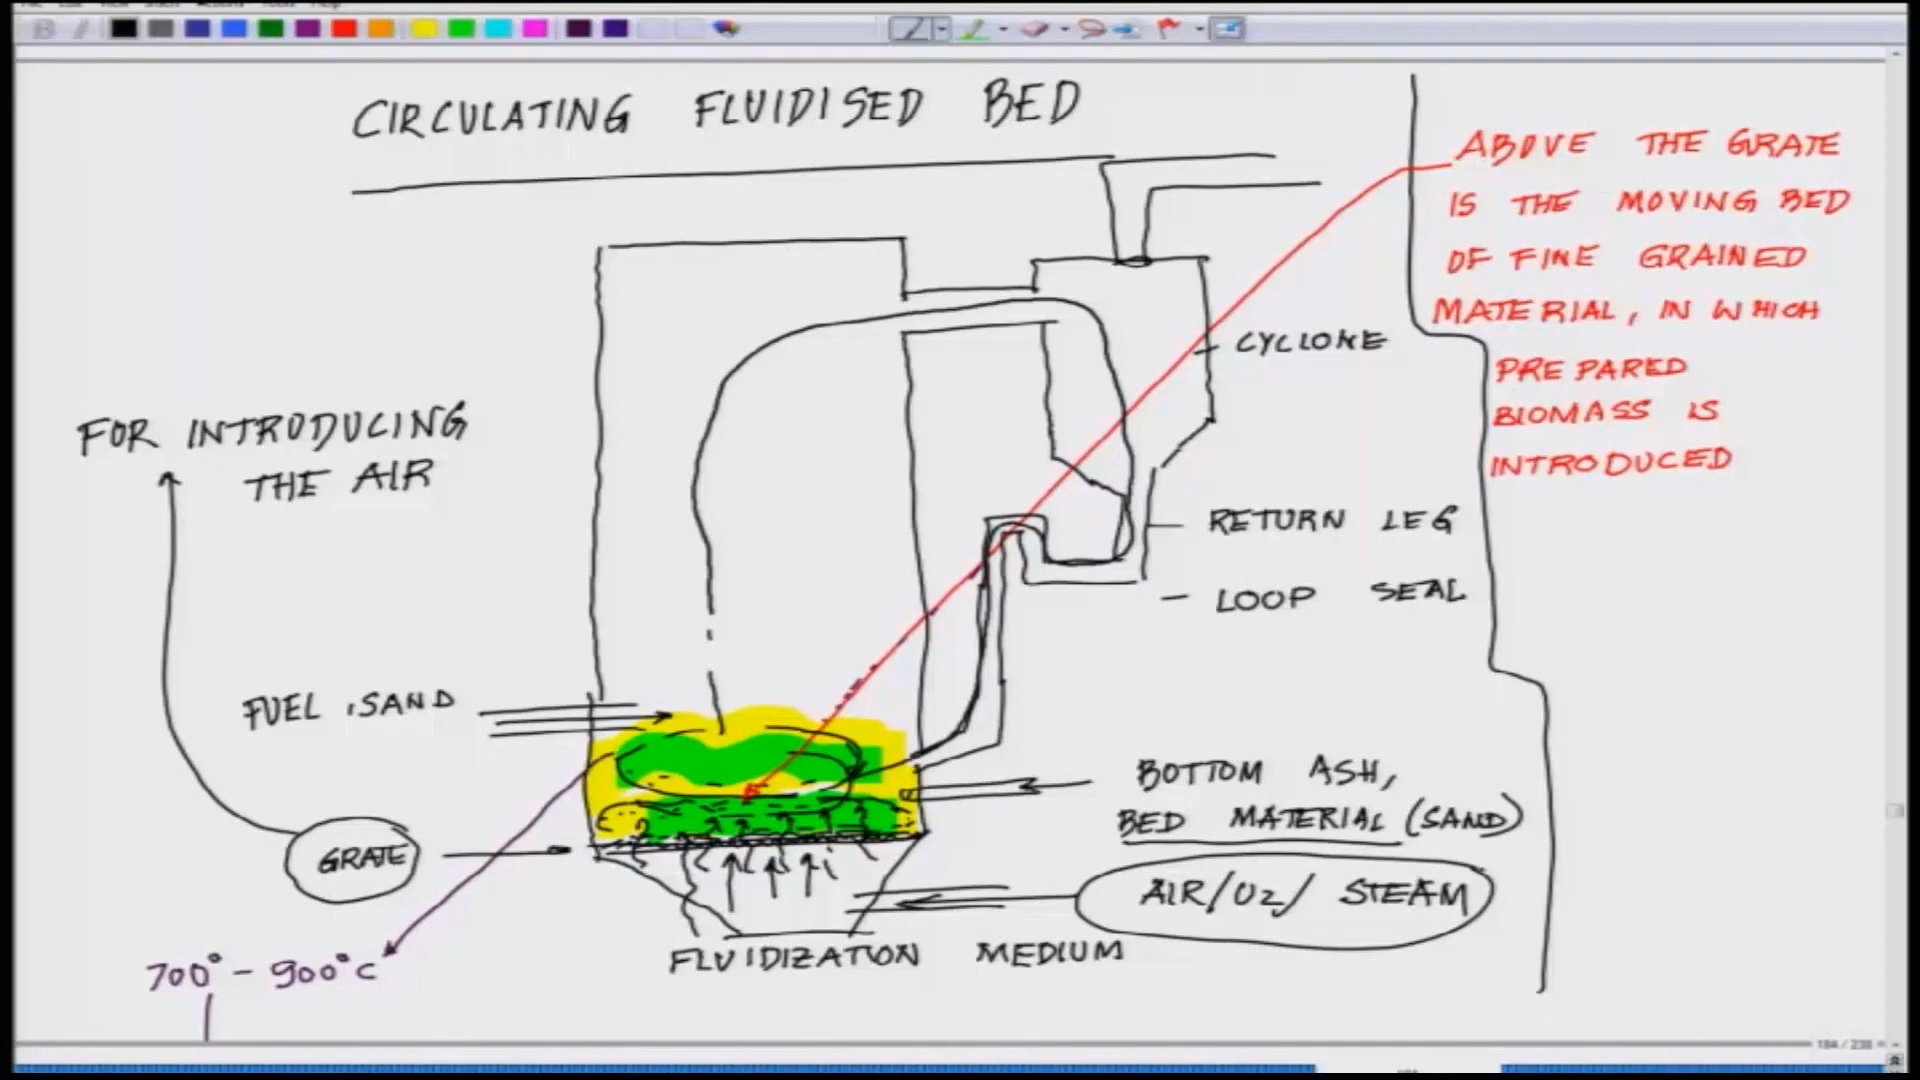 CIRCULATING FLUIDISED BED
ABOVE THE GRATE
IS THE MOVING BED
OF FINE GRAINED
MATERIAL, IN WHICH
PREPARED
BIOMASS IS
INTRODUCED
CYCLONE
FOR INTRODUCING
THE AIR
RETURN LEG
LOOP SEAL
FUEL, SAND
BOTTOM ASH,
BED MATERIAL (SAND)
GRATE
AIR/O2/ STEAM
FLUIDIZATION MEDIUM
700° - 900°C
184 / 238